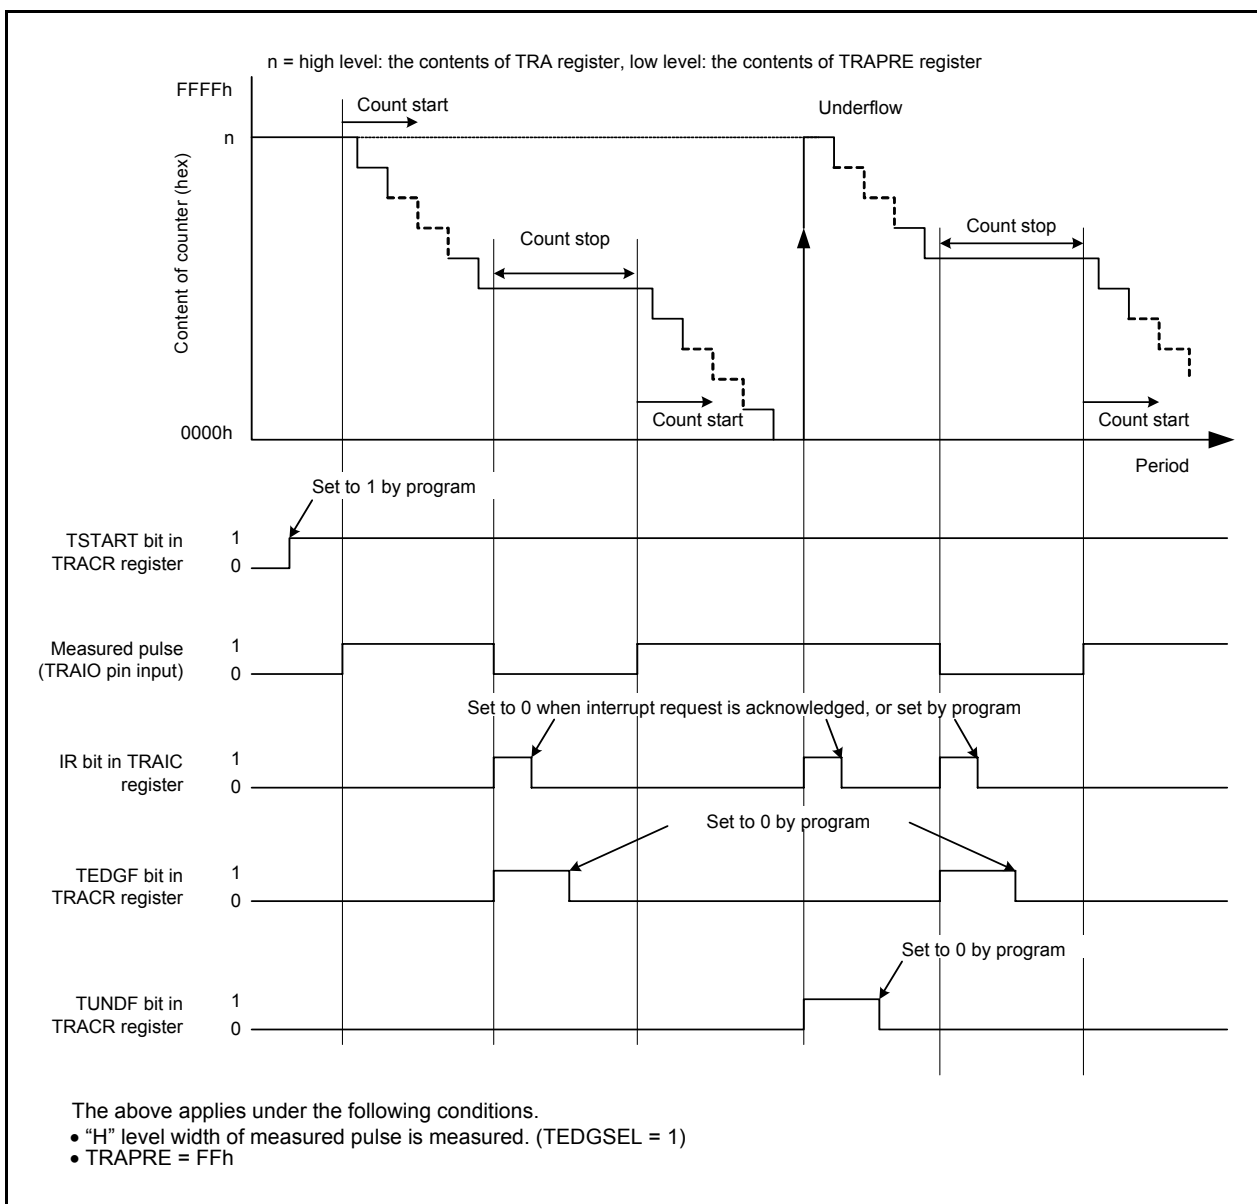 n = high level: the contents of TRA register, low level: the contents of TRAPRE register
FFFFh
Count start
Underflow
n
Content of counter (hex)
Count stop
Count stop
Count start
Count start
0000h
Period
Set to 1 by program
TSTART bit in
TRACR register
1
0
Measured pulse
(TRAIO pin input)
1
0
Set to 0 when interrupt request is acknowledged, or set by program
IR bit in TRAIC
register
1
0
Set to 0 by program
TEDGF bit in
TRACR register
1
0
Set to 0 by program
TUNDF bit in
TRACR register
1
0
The above applies under the following conditions.
• “H” level width of measured pulse is measured. (TEDGSEL = 1)
• TRAPRE = FFh